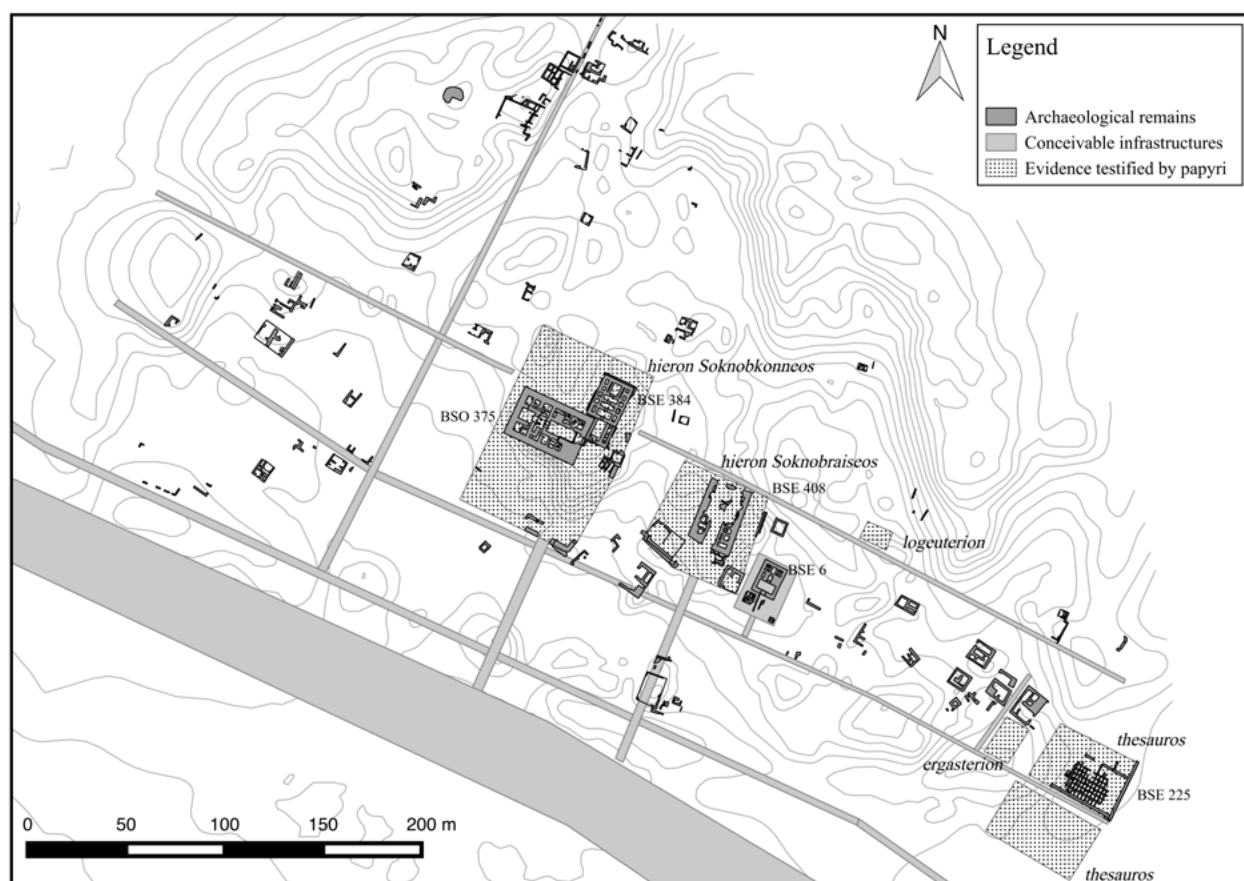 N
Legend
Archaeological remains
Conceivable infrastructures
Evidence testified by papyri
hieron Soknobkonneos
BSE 384
BSO 375
hieron Soknobraiseos
BSE 408
logeuterion
BSE 6
thesauros
ergasterion
BSE 225
0 50 100 150 200 m
thesauros